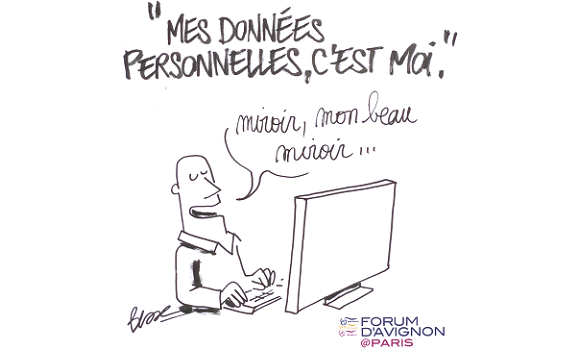 "MES DONNÉES
PERSONNELLES, C'EST MOI."
miroir, mon beau
miroir...
FORUM
D'AVIGNON
@PARIS